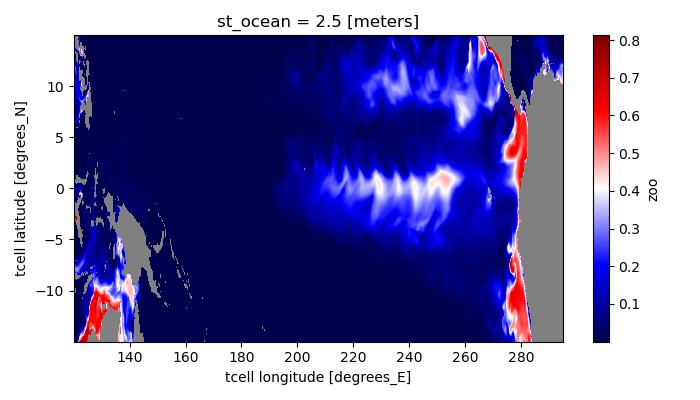 st_ocean = 2.5 [meters]
10
5
0
−5
−10
tcell latitude [degrees_N]
140 160 180 200 220 240 260 280
tcell longitude [degrees_E]
0.8
0.7
0.6
0.5
0.4
0.3
0.2
0.1
zoo